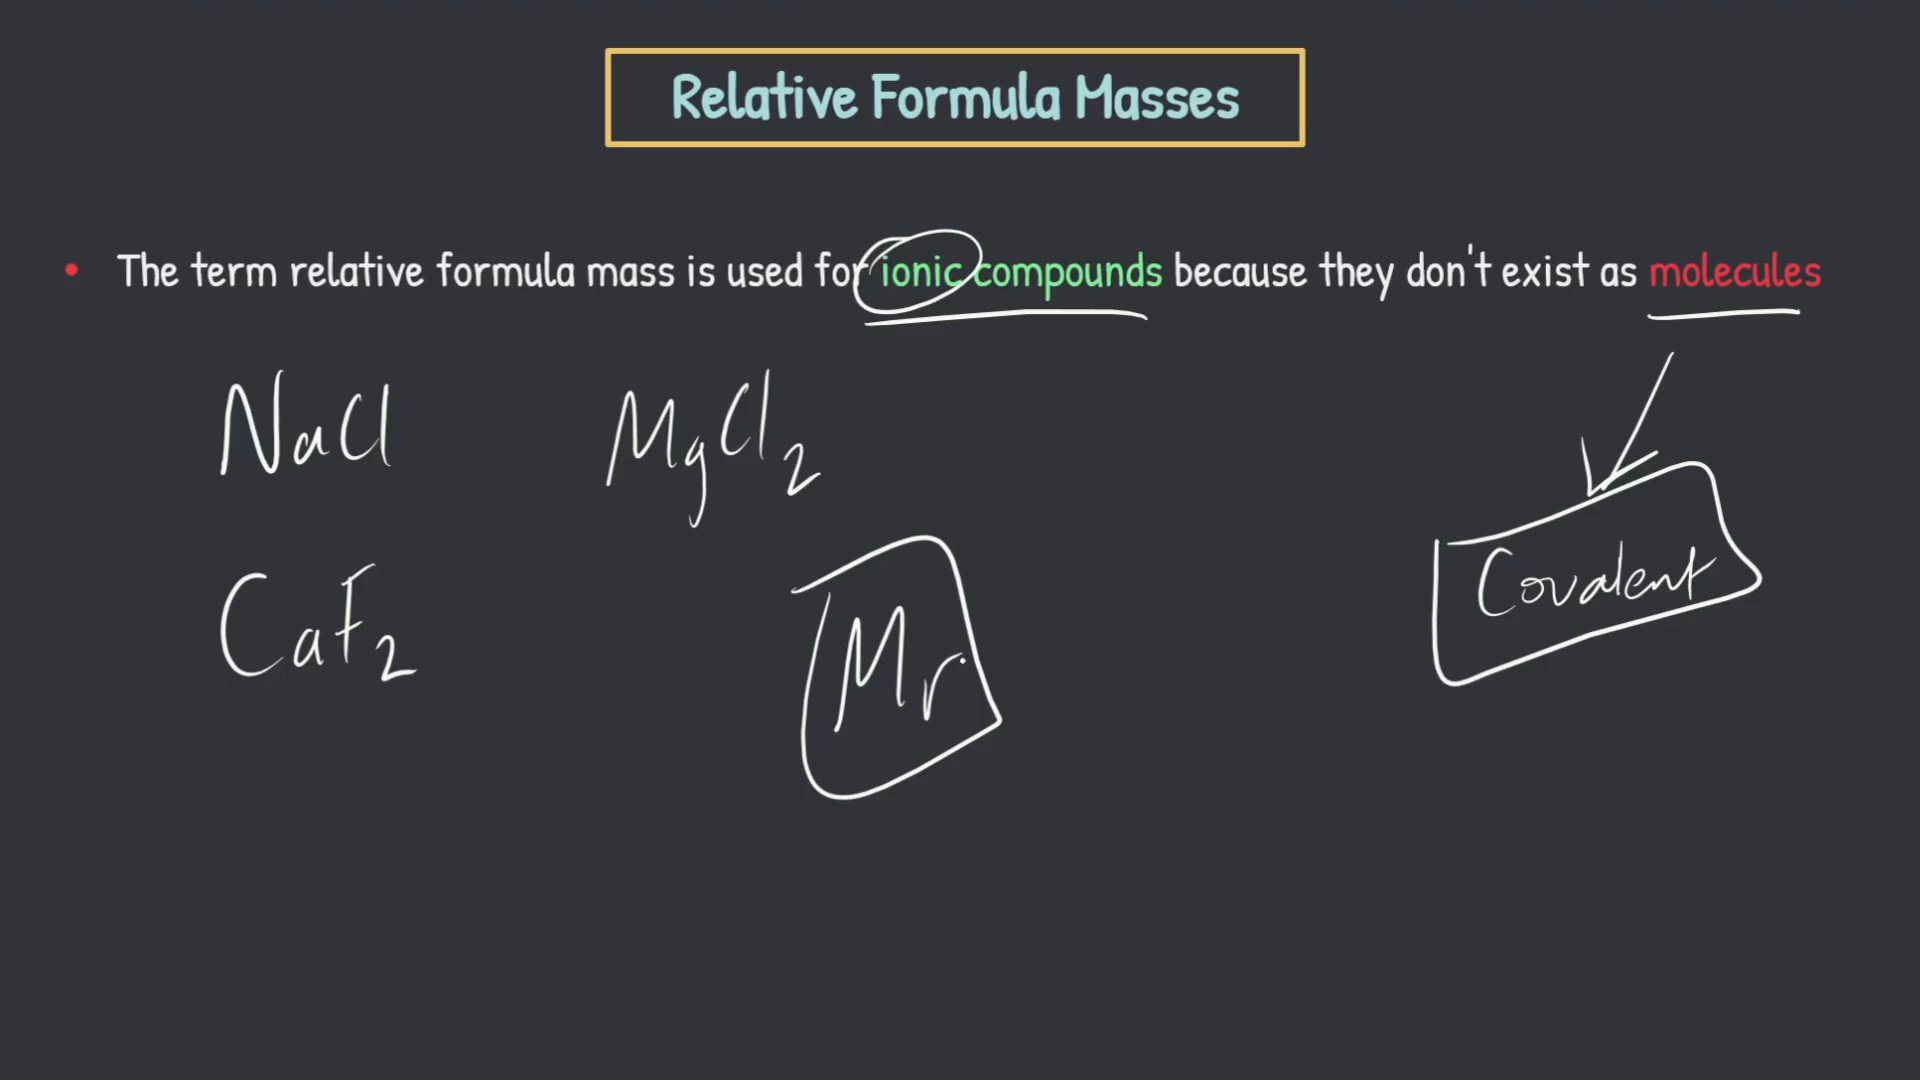 Relative Formula Masses
• The term relative formula mass is used for ionic compounds because they don't exist as molecules
NaCl
MgCl2
CaF2
Mr
Covalent